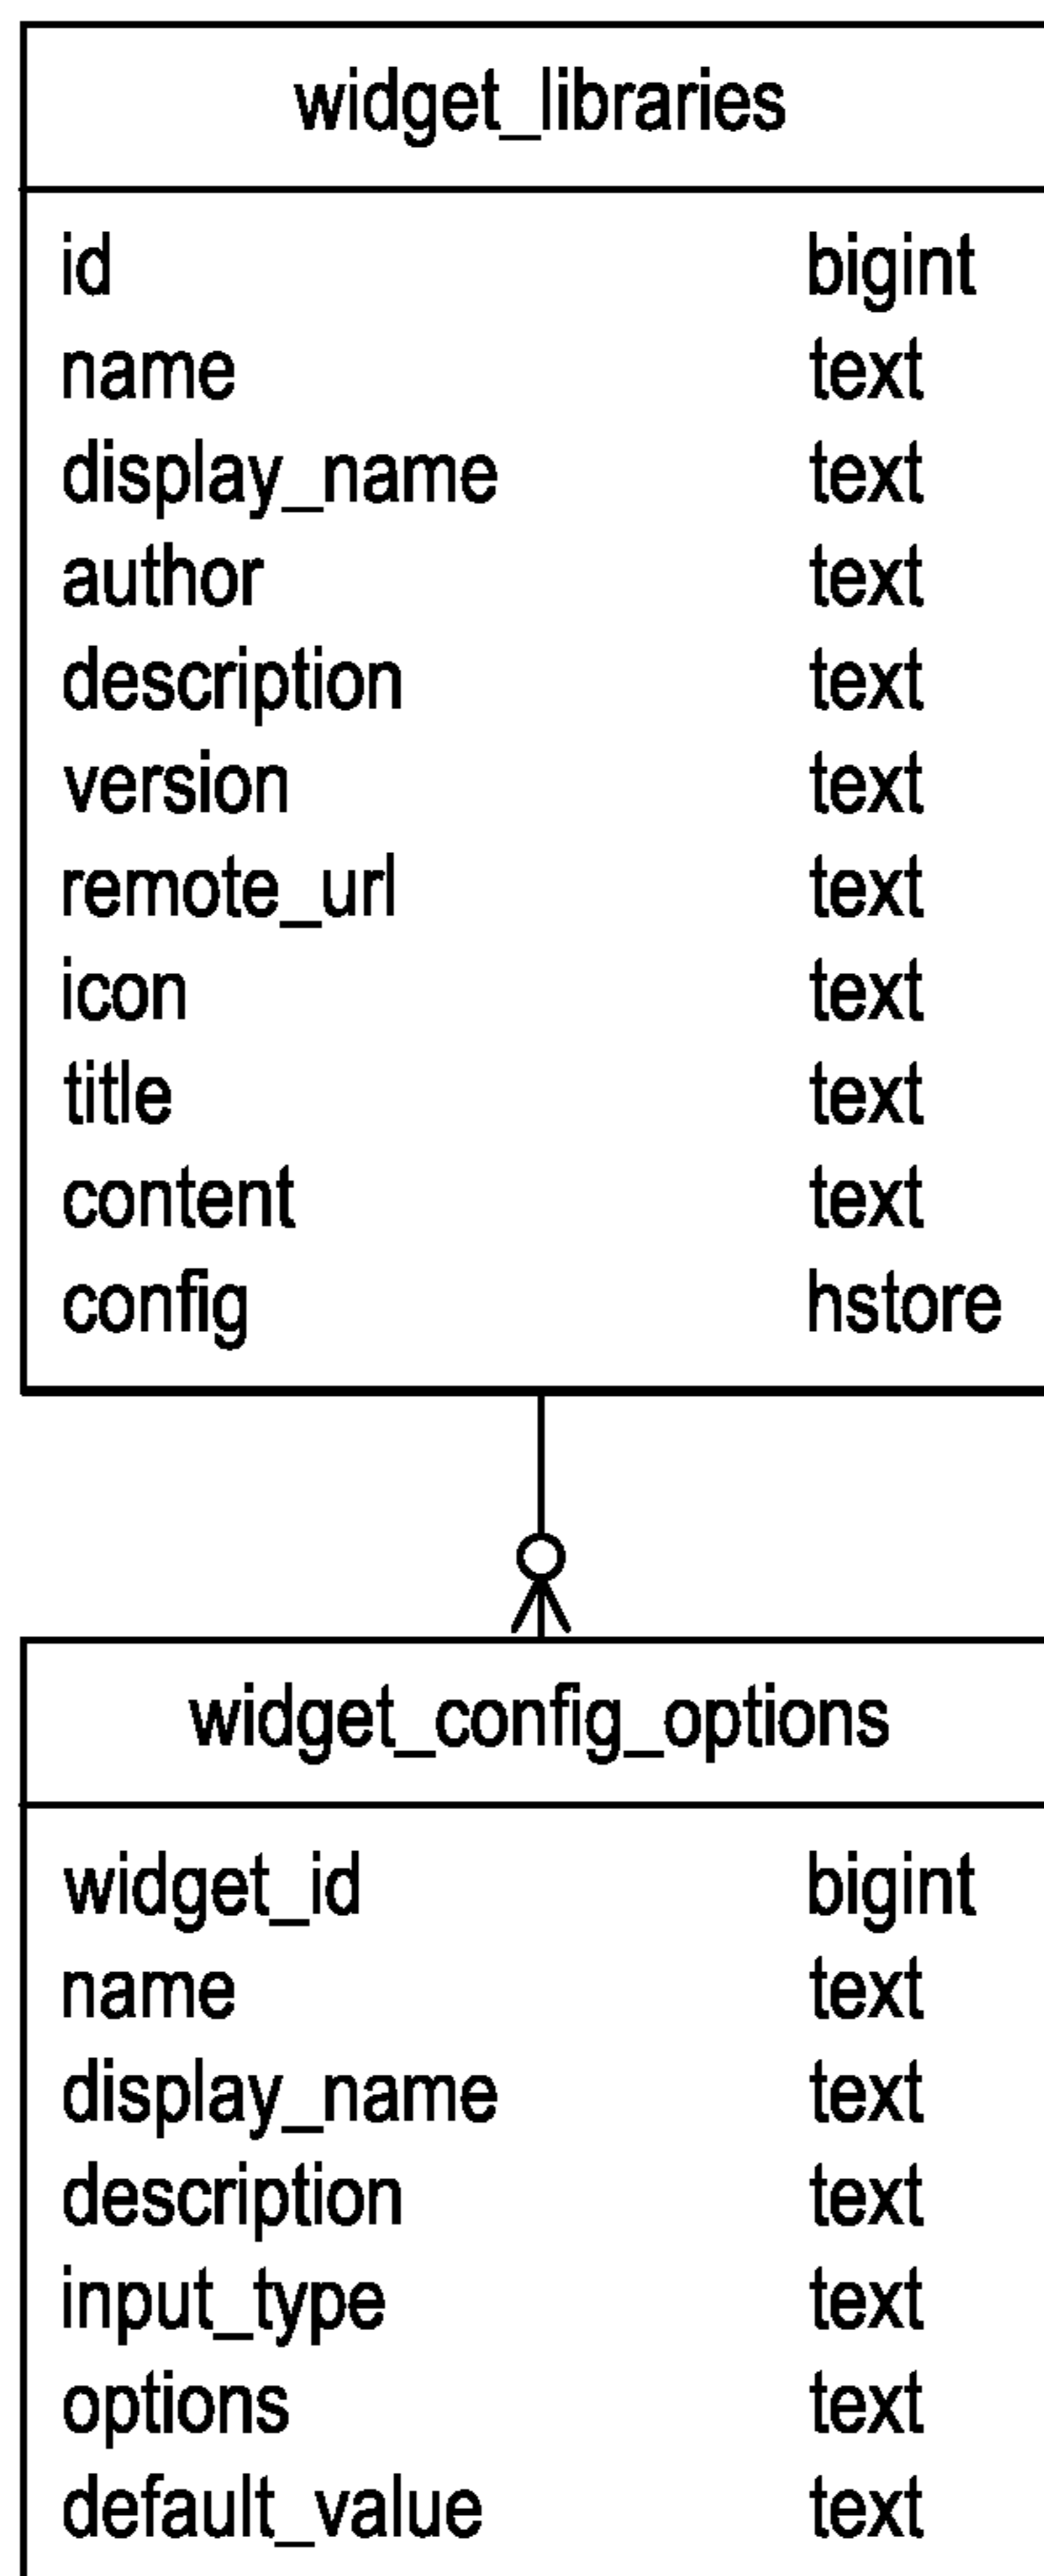 widget_libraries
id bigint
name text
display_name text
author text
description text
version text
remote_url text
icon text
title text
content text
config hstore
widget_config_options
widget_id bigint
name text
display_name text
description text
input_type text
options text
default_value text